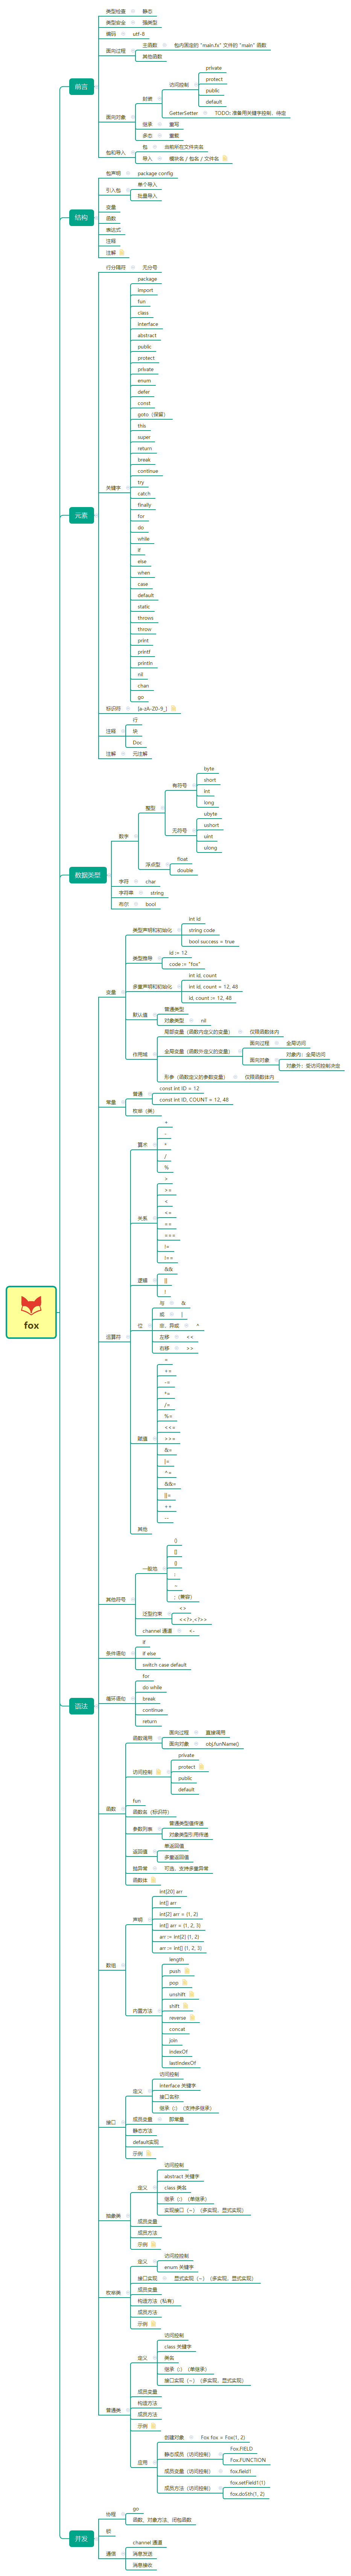 fox
前言
类型检查
静态
类型安全
强类型
编码
utf-8
面向过程
主函数
包内固定的 "main.fx" 文件的 "main" 函数
其他函数
面向对象
封装
访问控制
private
protect
public
default
GetterSetter
TODO: 准备用关键字控制，待定
继承
重写
多态
重载
包和导入
包
当前所在文件夹名
导入
模块名 / 包名 / 文件名
结构
包声明
package config
引入包
单个导入
批量导入
变量
函数
表达式
注释
注解
元素
行分隔符
无分号
关键字
package
import
fun
class
interface
abstract
public
protect
private
enum
defer
const
goto（保留）
this
super
return
break
continue
try
catch
finally
for
do
while
if
else
when
case
default
static
throws
throw
print
printf
println
nil
chan
go
标识符
[a-zA-Z0-9_]
注释
行
块
Doc
注解
元注解
数据类型
数字
整型
有符号
byte
short
int
long
无符号
ubyte
ushort
uint
ulong
浮点型
float
double
字符
char
字符串
string
布尔
bool
语法
变量
类型声明和初始化
int id
string code
bool success = true
类型推导
id := 12
code := "fox"
多重声明和初始化
int id, count
int id, count = 12, 48
id, count := 12, 48
默认值
普通类型
对象类型
nil
作用域
局部变量（函数内定义的变量）
仅限函数体内
全局变量（函数外定义的变量）
面向过程
全局访问
面向对象
对象内：全局访问
对象外：受访问控制决定
形参（函数定义的参数变量）
仅限函数体内
常量
普通
const int ID = 12
const int ID, COUNT = 12, 48
枚举（类）
运算符
算术
+
-
*
/
%
关系
>
>=
<
<=
==
===
!=
!==
逻辑
&&
||
!
位
与
&
或
|
非、异或
^
左移
<<
右移
>>
赋值
=
+=
-=
*=
/=
%=
<<=
>>=
&=
|=
^=
&&=
||=
++
--
其他
其他符号
一般地
()
[]
{}
:
~
;（兼容）
泛型约束
<>
<<?>,<?>>
channel 通道
<-
条件语句
if
if else
switch case default
循环语句
for
do while
break
continue
return
函数
函数调用
面向过程
直接调用
面向对象
obj.funName()
访问控制
private
protect
public
default
fun
函数名（标识符）
参数列表
普通类型值传递
对象类型引用传递
返回值
单返回值
多重返回值
抛异常
可选，支持多重异常
函数体
数组
声明
int[20] arr
int[] arr
int[2] arr = {1, 2}
int[] arr = {1, 2, 3}
arr := int[2] {1, 2}
arr := int[] {1, 2, 3}
内置方法
length
push
pop
unshift
shift
reverse
concat
join
indexOf
lastIndexOf
接口
定义
访问控制
interface 关键字
接口名称
继承（:）（支持多继承）
成员变量
即常量
静态方法
default实现
示例
抽象类
定义
访问控制
abstract 关键字
class 类名
继承（:）（单继承）
实现接口（~）（多实现、显式实现）
成员变量
成员方法
示例
枚举类
定义
访问控控制
enum 关键字
接口实现
显式实现（~）（多实现、显式实现）
成员变量
构造方法（私有）
成员方法
示例
普通类
定义
访问控制
class 关键字
类名
继承（:）（单继承）
接口实现（~）（多实现、显式实现）
成员变量
构造方法
成员方法
示例
应用
创建对象
Fox fox = Fox(1, 2)
静态成员（访问控制）
Fox.FIELD
Fox.FUNCTION
成员变量（访问控制）
fox.field1
成员方法（访问控制）
fox.setField1(1)
fox.doSth(1, 2)
开发
协程
go
函数、对象方法、闭包函数
锁
通信
channel 通道
消息发送
消息接收